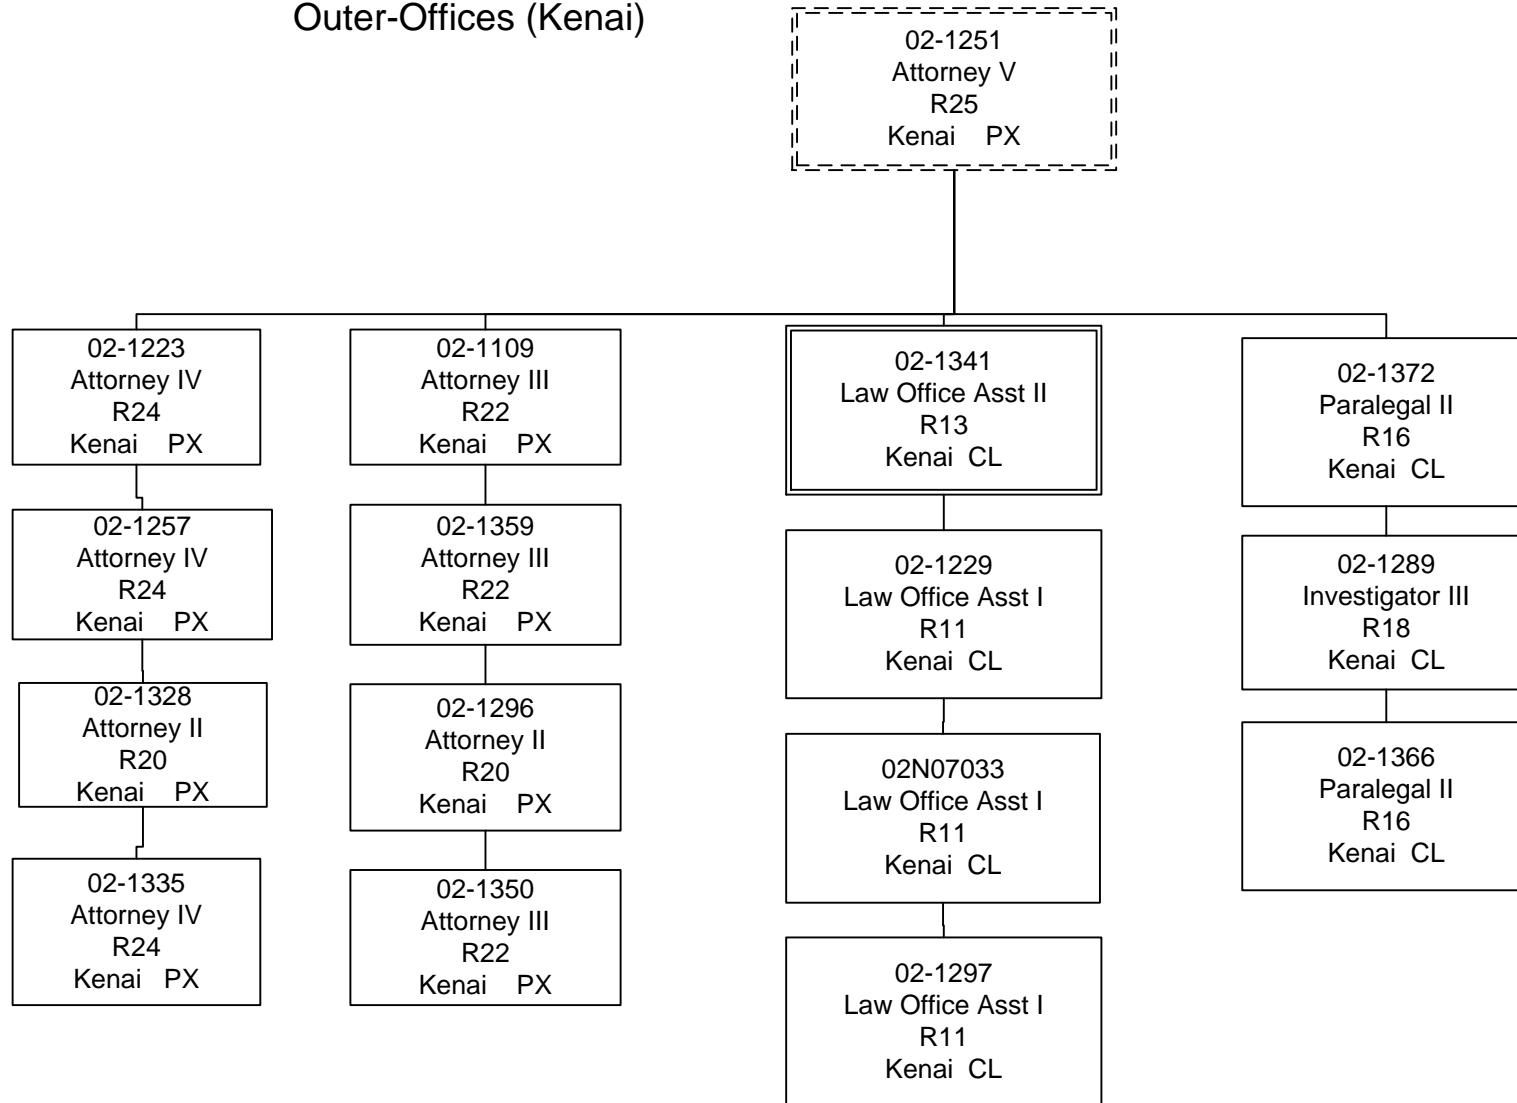 Outer-Offices (Kenai)
02-1251
Attorney V
R25
Kenai PX
02-1223
Attorney IV
R24
Kenai PX
02-1257
Attorney IV
R24
Kenai PX
02-1328
Attorney II
R20
Kenai PX
02-1335
Attorney IV
R24
Kenai PX
02-1109
Attorney III
R22
Kenai PX
02-1359
Attorney III
R22
Kenai PX
02-1296
Attorney II
R20
Kenai PX
02-1350
Attorney III
R22
Kenai PX
02-1341
Law Office Asst II
R13
Kenai CL
02-1229
Law Office Asst I
R11
Kenai CL
02N07033
Law Office Asst I
R11
Kenai CL
02-1297
Law Office Asst I
R11
Kenai CL
02-1372
Paralegal II
R16
Kenai CL
02-1289
Investigator III
R18
Kenai CL
02-1366
Paralegal II
R16
Kenai CL